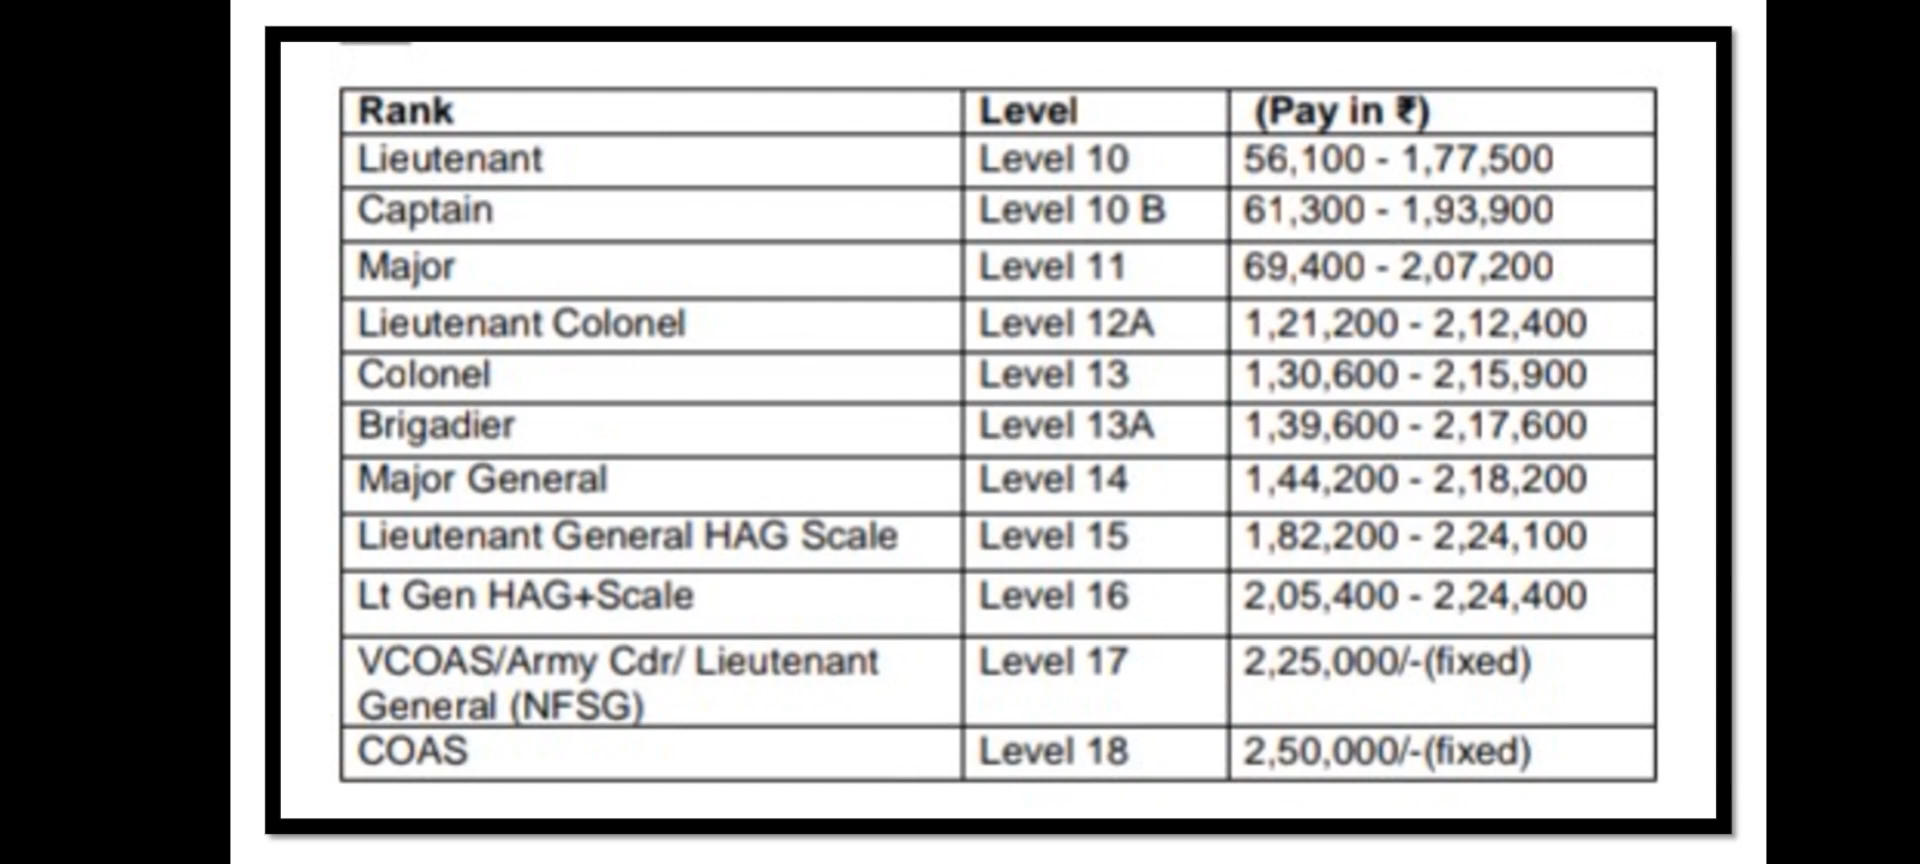 Rank Level (Pay in ₹)
Lieutenant Level 10 56,100 - 1,77,500
Captain Level 10 B 61,300 - 1,93,900
Major Level 11 69,400 - 2,07,200
Lieutenant Colonel Level 12A 1,21,200 - 2,12,400
Colonel Level 13 1,30,600 - 2,15,900
Brigadier Level 13A 1,39,600 - 2,17,600
Major General Level 14 1,44,200 - 2,18,200
Lieutenant General HAG Scale Level 15 1,82,200 - 2,24,100
Lt Gen HAG+Scale Level 16 2,05,400 - 2,24,400
VCOAS/Army Cdr/ Lieutenant Level 17 2,25,000/-(fixed)
General (NFSG)
COAS Level 18 2,50,000/-(fixed)